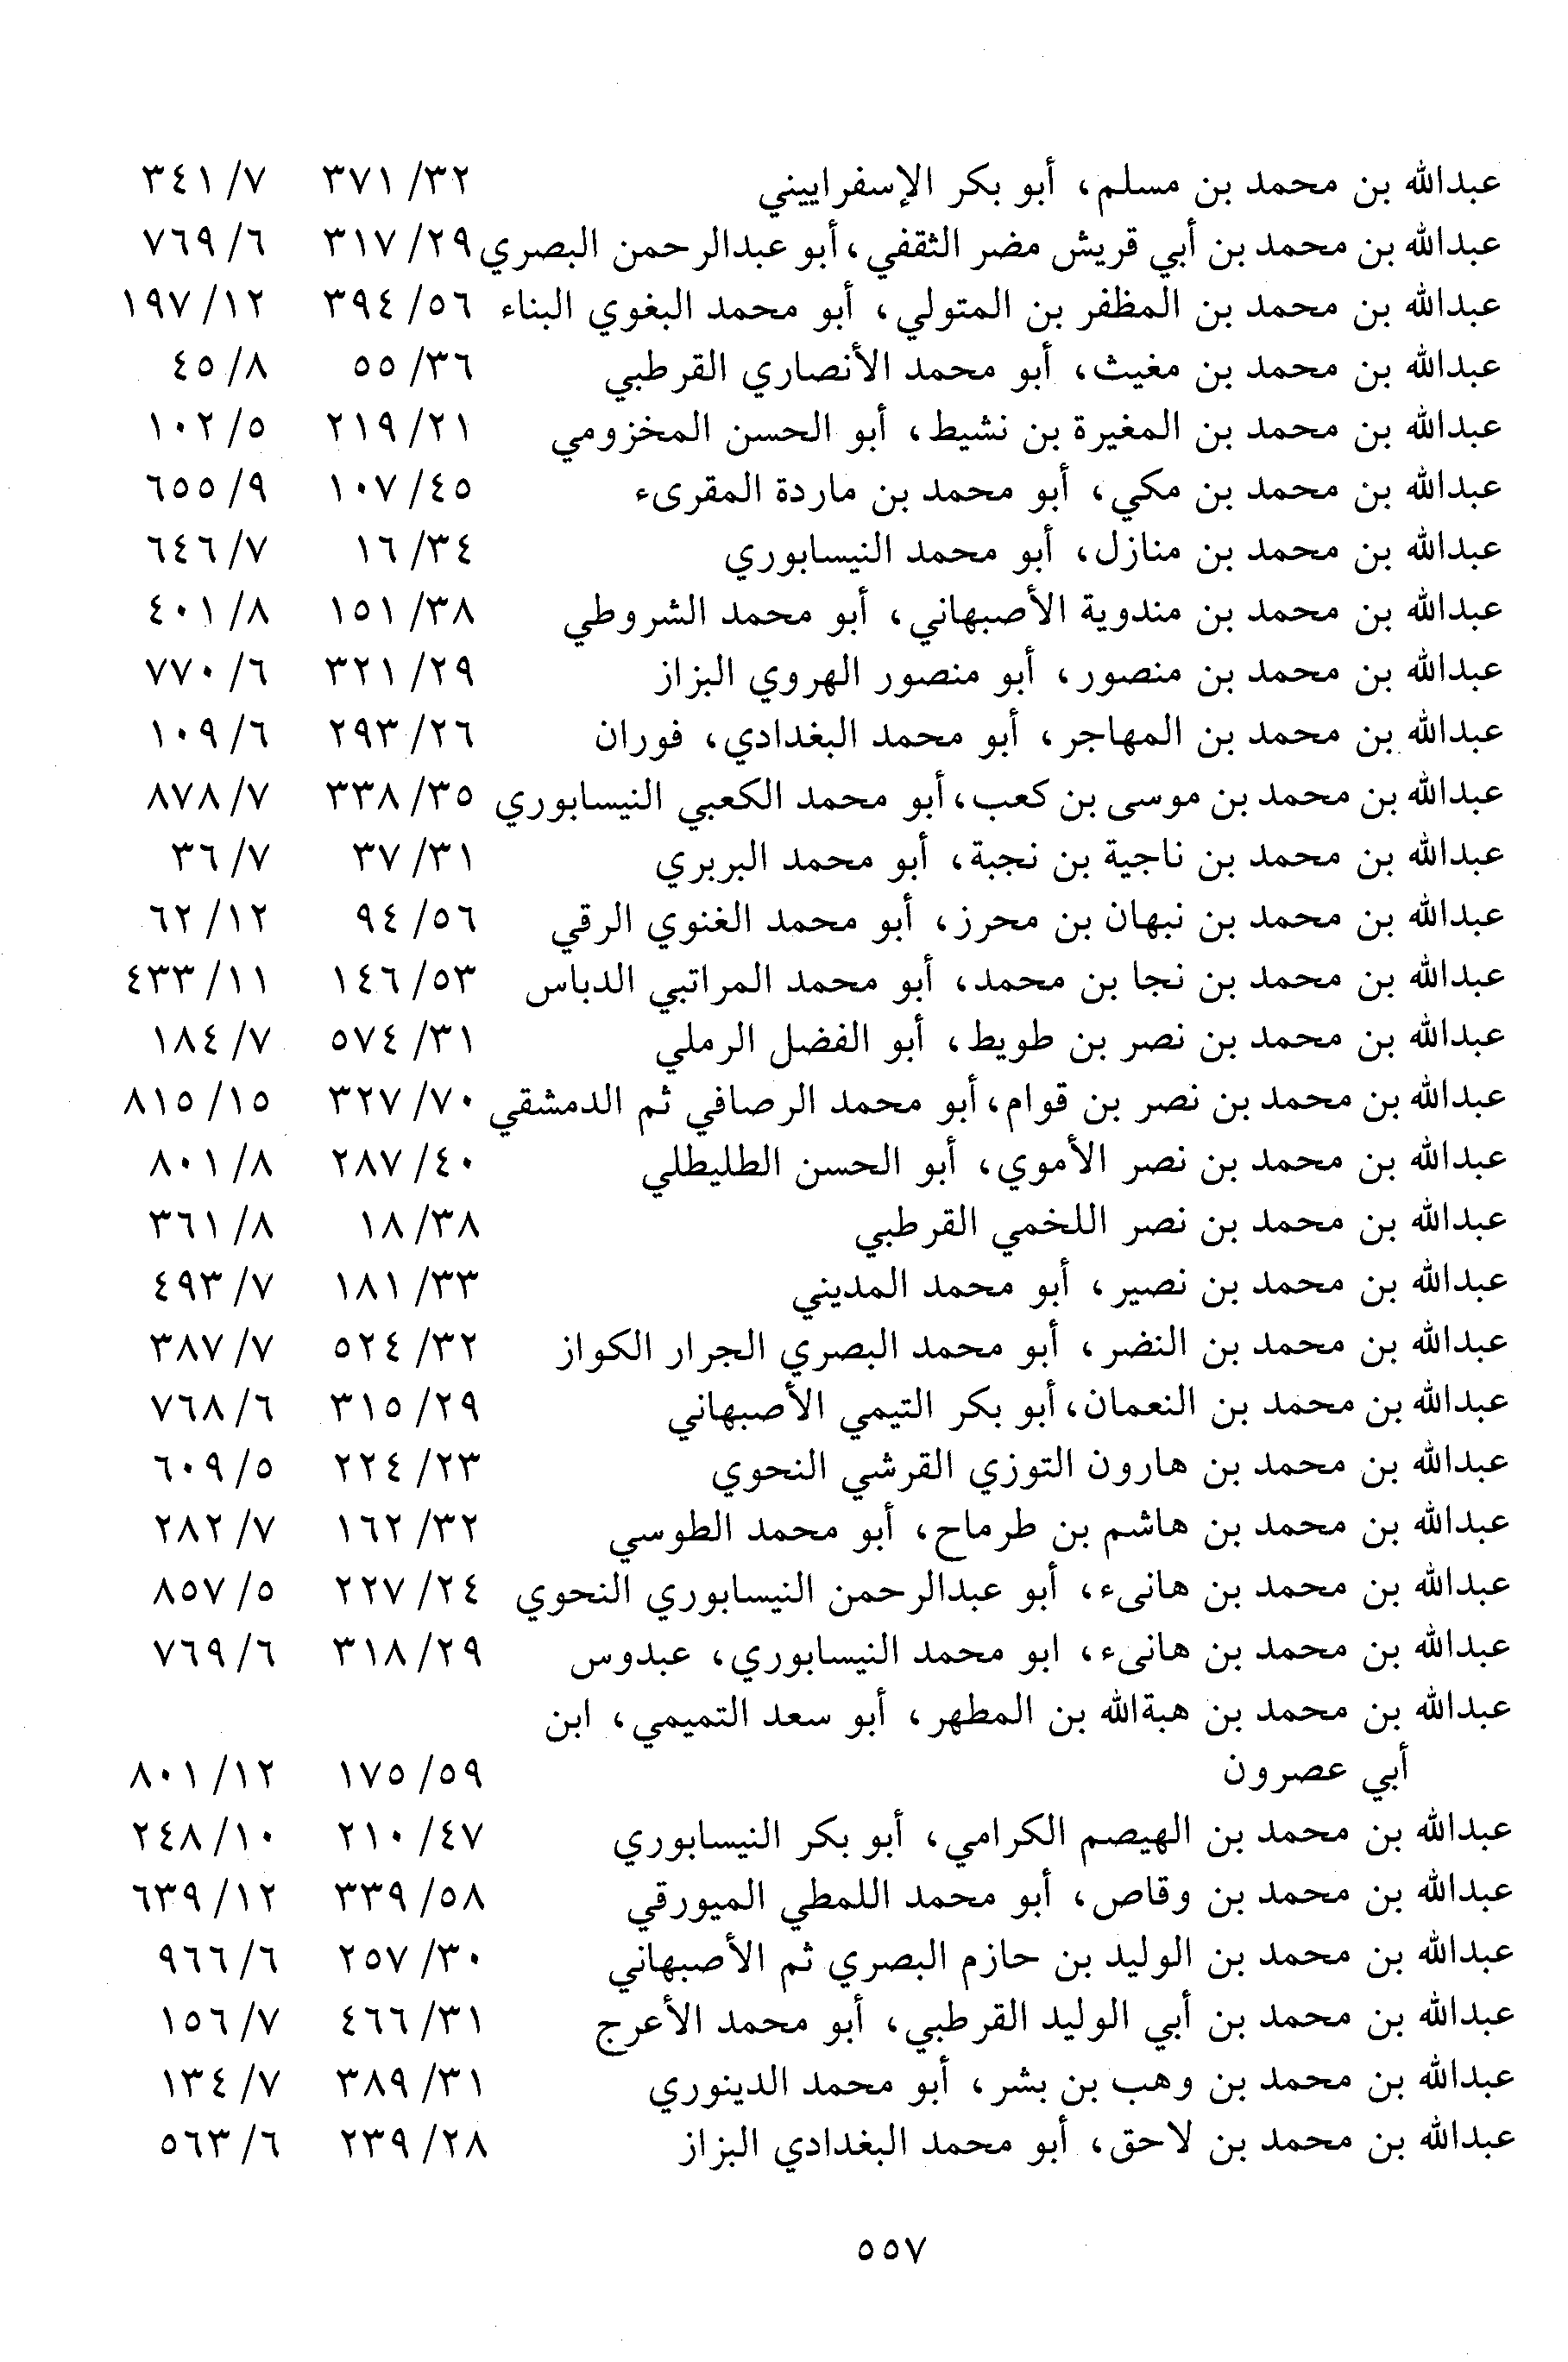 عبدالله بن محمد بن مسلم، أبو بكر الإسفراييني ٣٧١/٣٢ ٣٤١/٧
عبدالله بن محمد بن أبي قريش مضر الثقفي، أبو عبدالرحمن البصري ٣١٧/٢٩ ٧٦٩/٦
عبدالله بن محمد بن المظفر بن المتولي، أبو محمد البغوي البناء ٣٩٤/٥٦ ١٩٧/١٢
عبدالله بن محمد بن مغيث، أبو محمد الأنصاري القرطبي ٥٥/٣٦ ٤٥/٨
عبدالله بن محمد بن المغيرة بن نشيط، أبو الحسن المخزومي ٢١٩/٢١ ١٠٢/٥
عبدالله بن محمد بن مكي، أبو محمد بن ماردة المقرىء ١٠٧/٤٥ ٦٥٥/٩
عبدالله بن محمد بن منازل، أبو محمد النيسابوري ١٦/٣٤ ٦٤٦/٧
عبدالله بن محمد بن مندوية الأصبهاني، أبو محمد الشروطي ١٥١/٣٨ ٤٠١/٨
عبدالله بن محمد بن منصور، أبو منصور الهروي البزاز ٣٢١/٢٩ ٧٧٠/٦
عبدالله بن محمد بن المهاجر، أبو محمد البغدادي، فوران ٢٩٣/٢٦ ١٠٩/٦
عبدالله بن محمد بن موسى بن كعب، أبو محمد الكعبي النيسابوري ٣٣٨/٣٥ ٨٧٨/٧
عبدالله بن محمد بن ناجية بن نجبة، أبو محمد البربري ٣٧/٣١ ٣٦/٧
عبدالله بن محمد بن نبهان بن محرز، أبو محمد الغنوي الرقي ٩٤/٥٦ ٦٢/١٢
عبدالله بن محمد بن نجا بن محمد، أبو محمد المراتبي الدباس ١٤٦/٥٣ ٤٣٣/١١
عبدالله بن محمد بن نصر بن طويط، أبو الفضل الرملي ٥٧٤/٣١ ١٨٤/٧
عبدالله بن محمد بن نصر بن قوام، أبو محمد الرصافي ثم الدمشقي ٣٢٧/٧٠ ٨١٥/١٥
عبدالله بن محمد بن نصر الأموي، أبو الحسن الطليطلي ٢٨٧/٤٠ ٨٠١/٨
عبدالله بن محمد بن نصر اللخمي القرطبي ١٨/٣٨ ٣٦١/٨
عبدالله بن محمد بن نصير، أبو محمد المديني ١٨١/٣٣ ٤٩٣/٧
عبدالله بن محمد بن النضر، أبو محمد البصري الجرار الكواز ٥٢٤/٣٢ ٣٨٧/٧
عبدالله بن محمد بن النعمان، أبو بكر التيمي الأصبهاني ٣١٥/٢٩ ٧٦٨/٦
عبدالله بن محمد بن هارون التوزي القرشي النحوي ٢٢٤/٢٣ ٦٠٩/٥
عبدالله بن محمد بن هاشم بن طرماح، أبو محمد الطوسي ١٦٢/٣٢ ٢٨٢/٧
عبدالله بن محمد بن هانىء، أبو عبدالرحمن النيسابوري النحوي ٢٢٧/٢٤ ٨٥٧/٥
عبدالله بن محمد بن هانىء، ابو محمد النيسابوري، عبدوس ٣١٨/٢٩ ٧٦٩/٦
عبدالله بن محمد بن هبةالله بن المطهر، أبو سعد التميمي، ابن
أبي عصرون ١٧٥/٥٩ ٨٠١/١٢
عبدالله بن محمد بن الهيصم الكرامي، أبو بكر النيسابوري ٢١٠/٤٧ ٢٤٨/١٠
عبدالله بن محمد بن وقاص، أبو محمد اللمطي الميورقي ٣٣٩/٥٨ ٦٣٩/١٢
عبدالله بن محمد بن الوليد بن حازم البصري ثم الأصبهاني ٢٥٧/٣٠ ٩٦٦/٦
عبدالله بن محمد بن أبي الوليد القرطبي، أبو محمد الأعرج ٤٦٦/٣١ ١٥٦/٧
عبدالله بن محمد بن وهب بن بشر، أبو محمد الدينوري ٣٨٩/٣١ ١٣٤/٧
عبدالله بن محمد بن لاحق، أبو محمد البغدادي البزاز ٢٣٩/٢٨ ٥٦٣/٦
٥٥٧